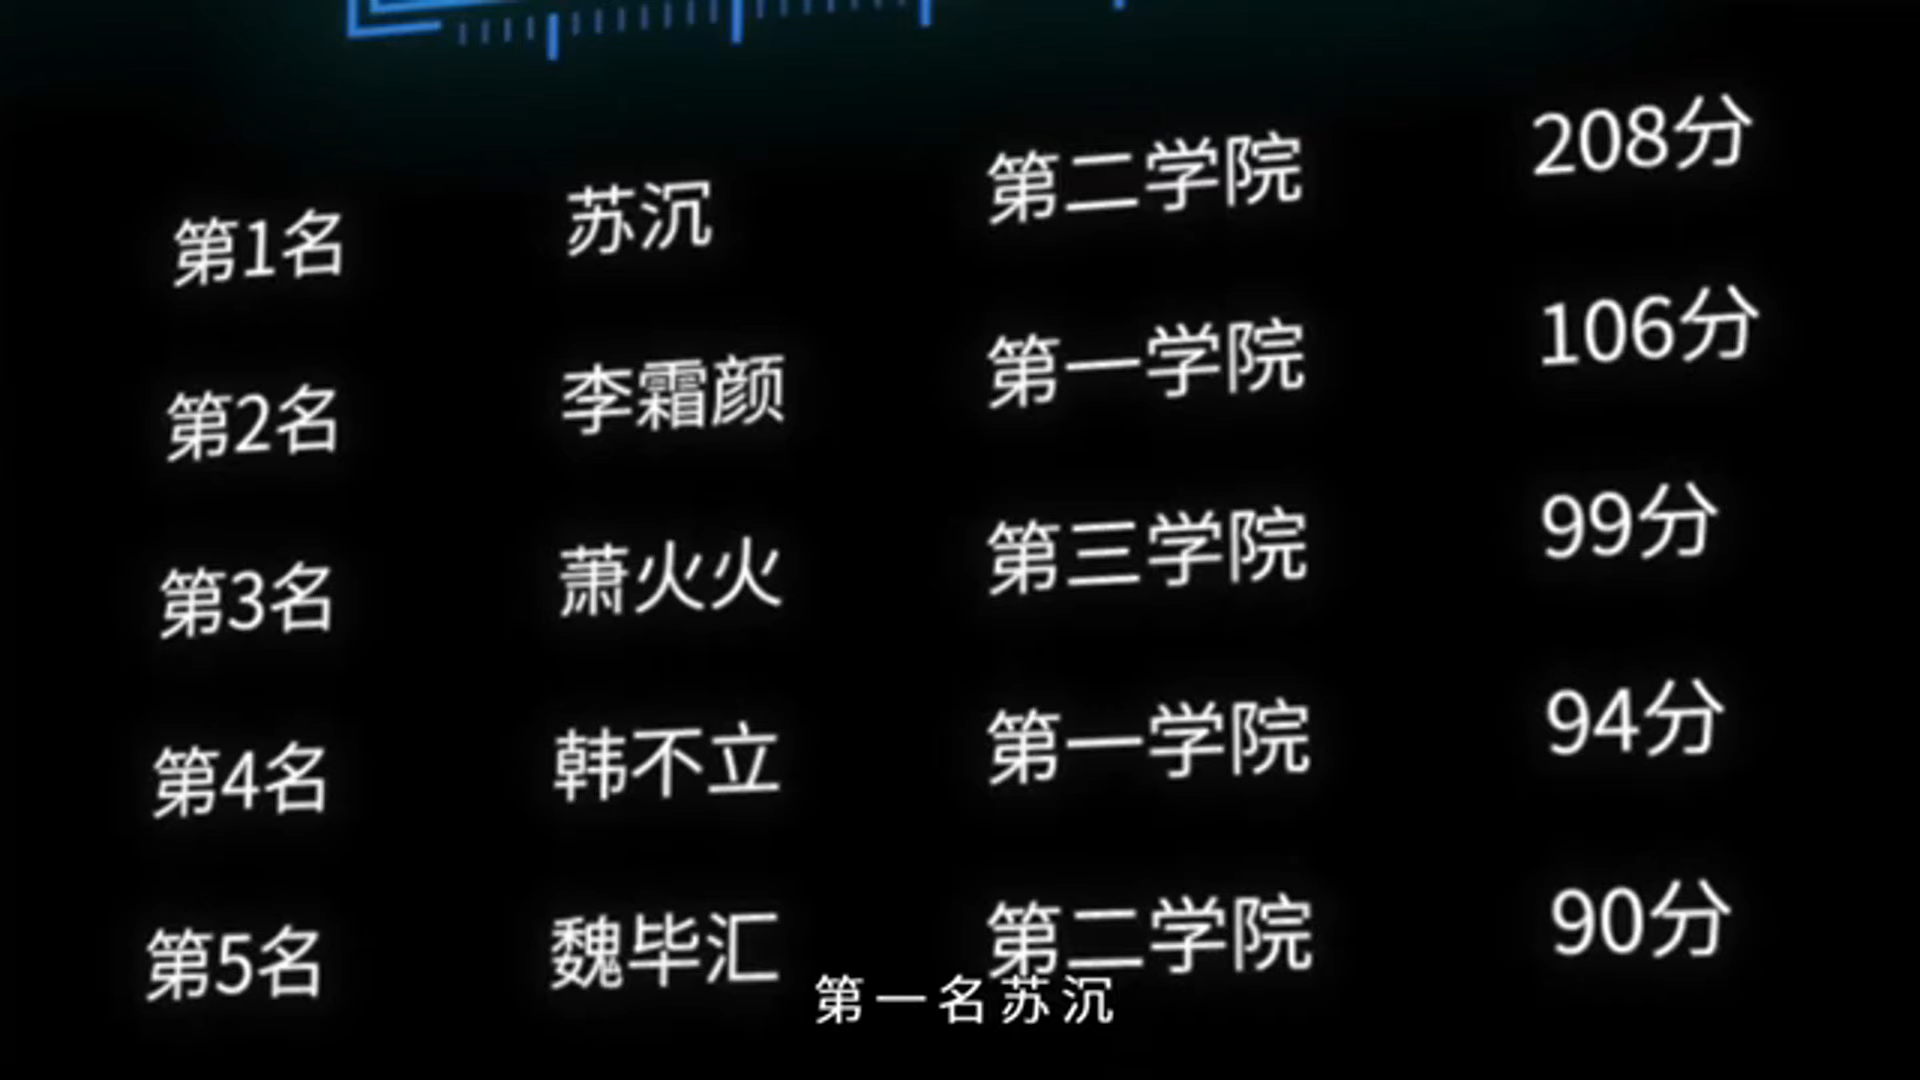 第1名 苏沉 第二学院 208分
第2名 李霜颜 第一学院 106分
第3名 萧火火 第三学院 99分
第4名 韩不立 第一学院 94分
第5名 魏毕汇 第二学院 90分
第一名苏沉